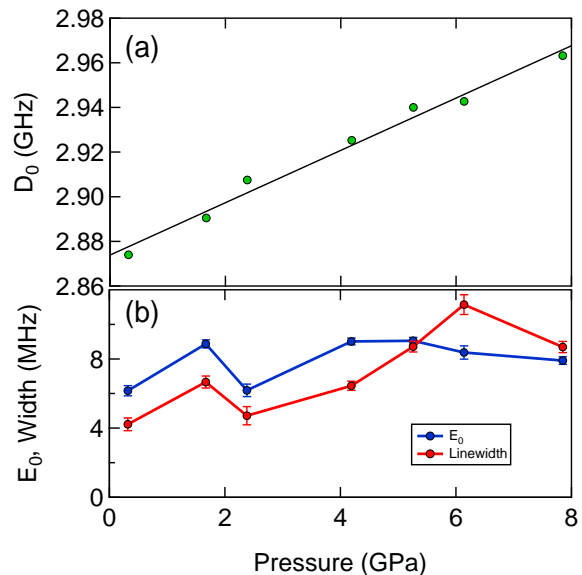 2.98
(a)
2.96
2.94
D₀ (GHz)
2.92
2.90
2.88
2.86
(b)
8
E₀, Width (MHz)
4
E₀
Linewidth
0
0 2 4 6 8
Pressure (GPa)